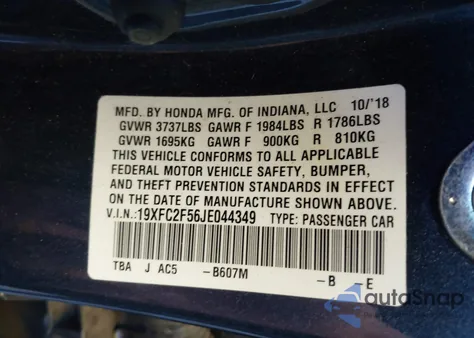 MFD. BY HONDA MFG. OF INDIANA, LLC 10/'18
GVWR 3737LBS GAWR F 1984LBS R 1786LBS
GVWR 1695KG GAWR F 900KG R 810KG
THIS VEHICLE CONFORMS TO ALL APPLICABLE
FEDERAL MOTOR VEHICLE SAFETY, BUMPER,
AND THEFT PREVENTION STANDARDS IN EFFECT
ON THE DATE OF MANUFACTURE SHOWN ABOVE.
V.I.N.:19XFC2F56JE044349 TYPE: PASSENGER CAR
TBA J AC5 -B607M -B E
autoSnap